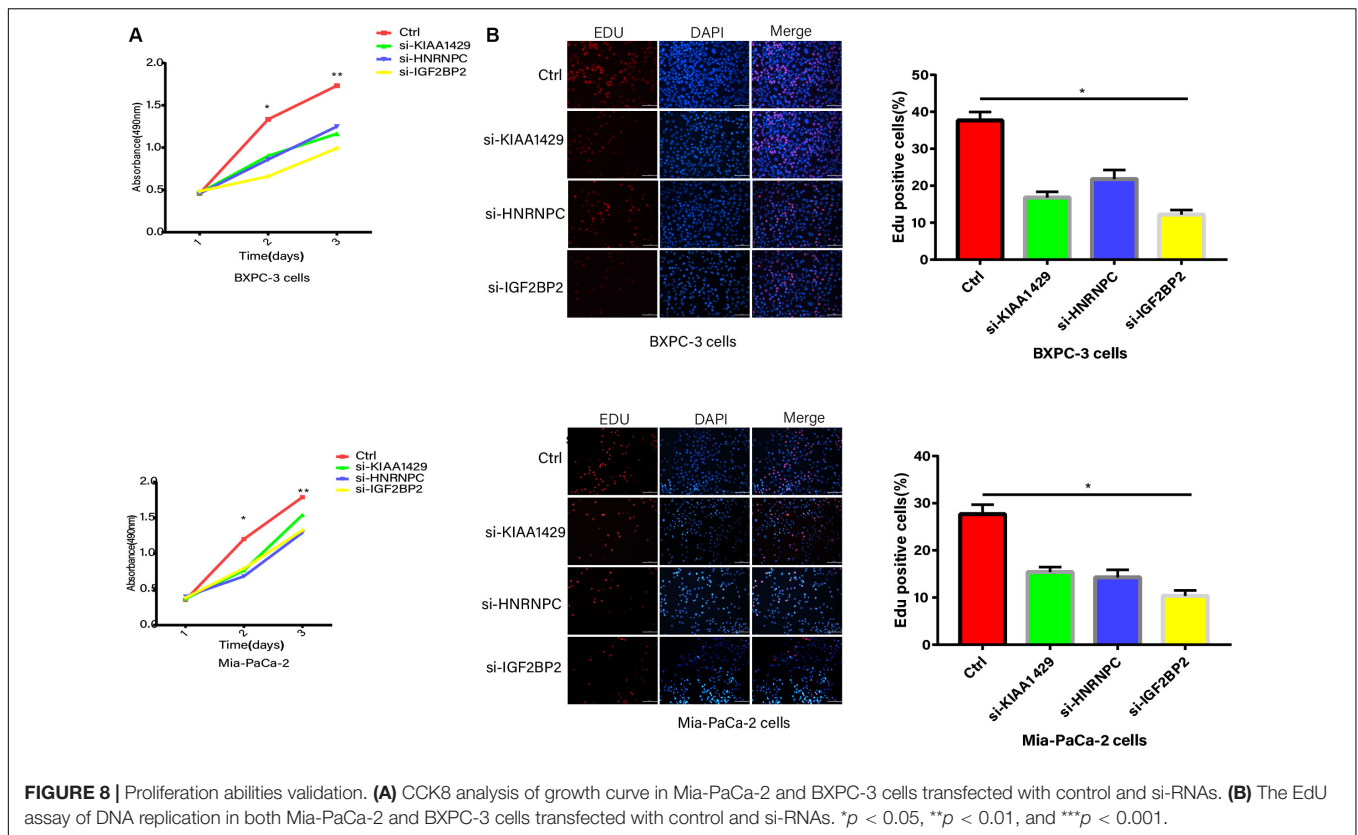 A
Ctrl
si-KIAA1429
si-HNRNPC
si-IGF2BP2
2.0
1.5
1.0
0.5
0.0
Absorbance(490nm)
*
**
1
2
3
Time(days)
BXPC-3 cells
B
EDU
DAPI
Merge
Ctrl
si-KIAA1429
si-HNRNPC
si-IGF2BP2
BXPC-3 cells
50
40
30
20
10
0
Edu positive cells(%)
*
Ctrl
si-KIAA1429
si-HNRNPC
si-IGF2BP2
BXPC-3 cells
Ctrl
si-KIAA1429
si-HNRNPC
si-IGF2BP2
2.0
1.5
1.0
0.5
0.0
Absorbance(490nm)
*
**
1
2
3
Time(days)
Mia-PaCa-2
EDU
DAPI
Merge
Ctrl
si-KIAA1429
si-HNRNPC
si-IGF2BP2
Mia-PaCa-2 cells
40
30
20
10
0
Edu positive cells(%)
*
Ctrl
si-KIAA1429
si-HNRNPC
si-IGF2BP2
Mia-PaCa-2 cells
FIGURE 8 | Proliferation abilities validation. (A) CCK8 analysis of growth curve in Mia-PaCa-2 and BXPC-3 cells transfected with control and si-RNAs. (B) The EdU
assay of DNA replication in both Mia-PaCa-2 and BXPC-3 cells transfected with control and si-RNAs. *p < 0.05, **p < 0.01, and ***p < 0.001.